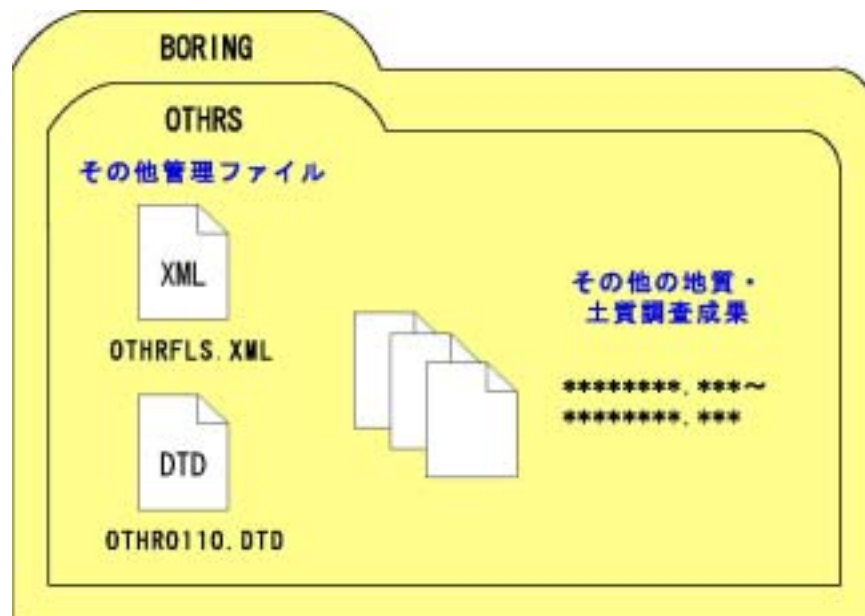 BORING
OTHRS
その他管理ファイル
XML
OTHRFLS.XML
DTD
OTHR0110.DTD
その他の地質・
土質調査成果
********.***～
********.***